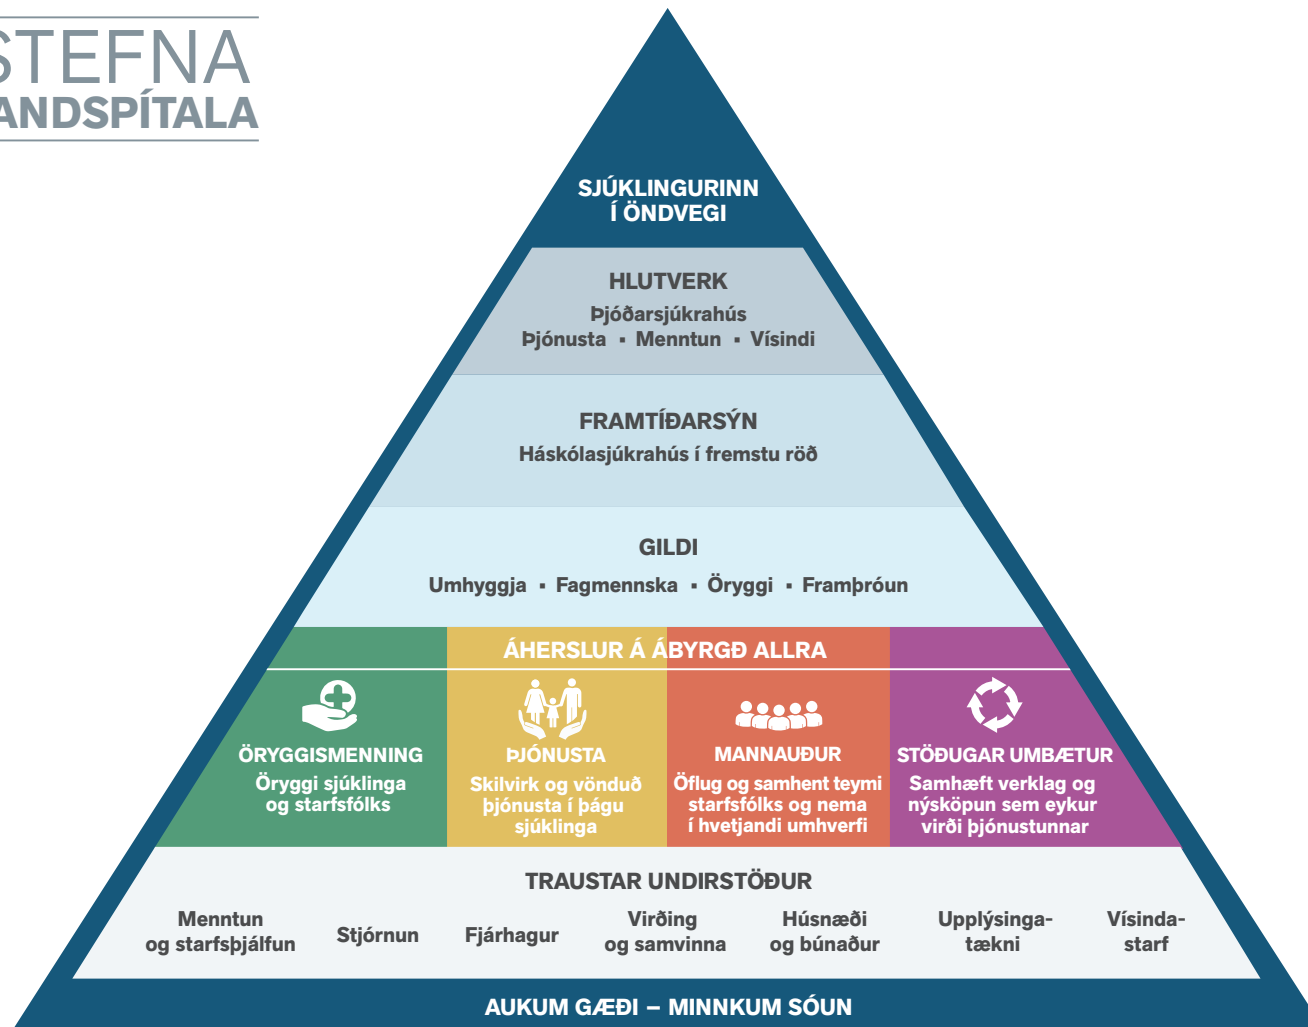 STEFNA
ANDSPÍTALA
SJÚKLINGURINN
Í ÖNDVEGI
HLUTVERK
Þjóðarsjúkrahús
Þjónusta ▪ Menntun ▪ Vísindi
FRAMTÍÐARSÝN
Háskólasjúkrahús í fremstu röð
GILDI
Umhyggja ▪ Fagmennska ▪ Öryggi ▪ Framþróun
ÁHERSLUR Á ÁBYRGÐ ALLRA
ÖRYGGISMENNING
Öryggi sjúklinga
og starfsfólks
ÞJÓNUSTA
Skilvirk og vönduð
þjónusta í þágu
sjúklinga
MANNAUÐUR
Öflug og samhent teymi
starfsfólks og nema
í hvetjandi umhverfi
STÖÐUGAR UMBÆTUR
Samhæft verklag og
nýsköpun sem eykur
virði þjónustunnar
TRAUSTAR UNDIRSTÖÐUR
Menntun
og starfsþjálfun
Stjórnun
Fjárhagur
Virðing
og samvinna
Húsnæði
og búnaður
Upplýsinga-
tækni
Vísinda-
starf
AUKUM GÆÐI – MINNKUM SÓUN